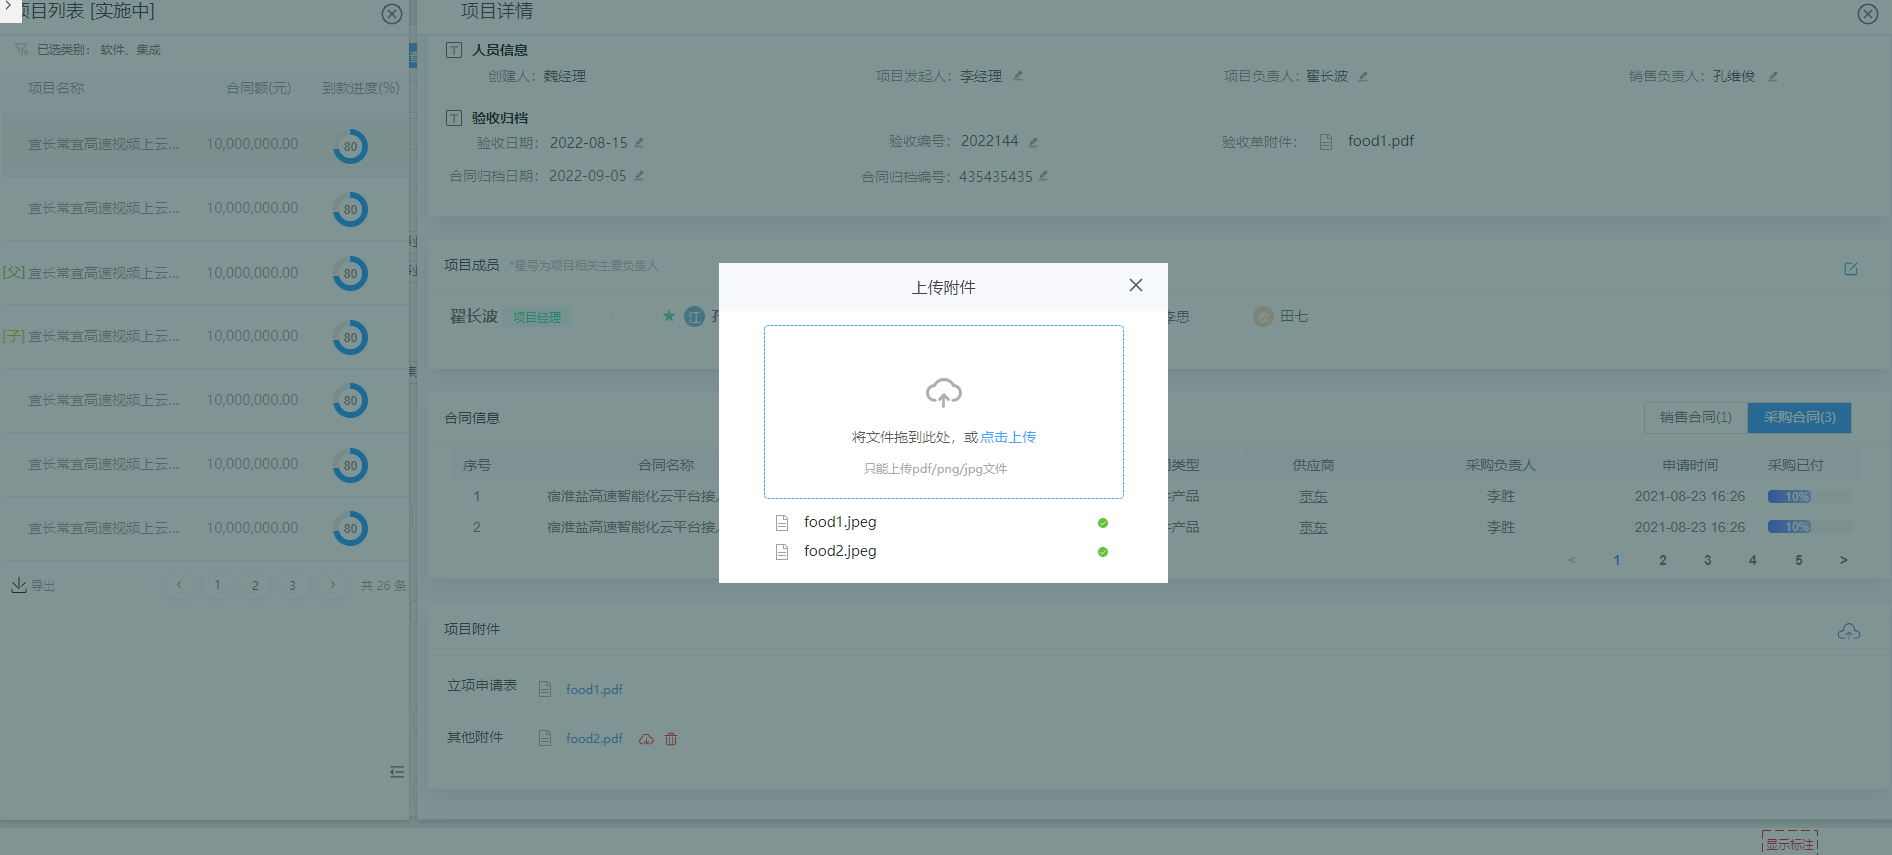 项目列表 [实施中]
已选类别： 软件、集成
项目名称 合同额(元) 到款进度(%)
宜长常宜高速视频上云... 10,000,000.00 80
宜长常宜高速视频上云... 10,000,000.00 80
[父] 宜长常宜高速视频上云... 10,000,000.00 80
[子] 宜长常宜高速视频上云... 10,000,000.00 80
宜长常宜高速视频上云... 10,000,000.00 80
宜长常宜高速视频上云... 10,000,000.00 80
宜长常宜高速视频上云... 10,000,000.00 80
导出 < 1 2 3 > 共 26 条
项目详情
T 人员信息
创建人： 魏经理 项目发起人： 李经理 项目负责人： 翟长波 销售负责人： 孔维俊
T 验收归档
验收日期： 2022-08-15 验收编号： 2022144 验收单附件： food1.pdf
合同归档日期： 2022-09-05 合同归档编号： 435435435
项目成员 *星号为项目相关主要负责人
翟长波 项目经理 ★ 江 李思 田七
合同信息 销售合同(1) 采购合同(3)
序号 合同名称 类型 供应商 采购负责人 申请时间 采购已付
1 宿淮盐高速智能化云平台接 产品 京东 李胜 2021-08-23 16:26 10%
2 宿淮盐高速智能化云平台接 产品 京东 李胜 2021-08-23 16:26 10%
< 1 2 3 4 5 >
上传附件
将文件拖到此处，或点击上传
只能上传pdf/png/jpg文件
food1.jpeg
food2.jpeg
项目附件
立项申请表 food1.pdf
其他附件 food2.pdf
显示标注